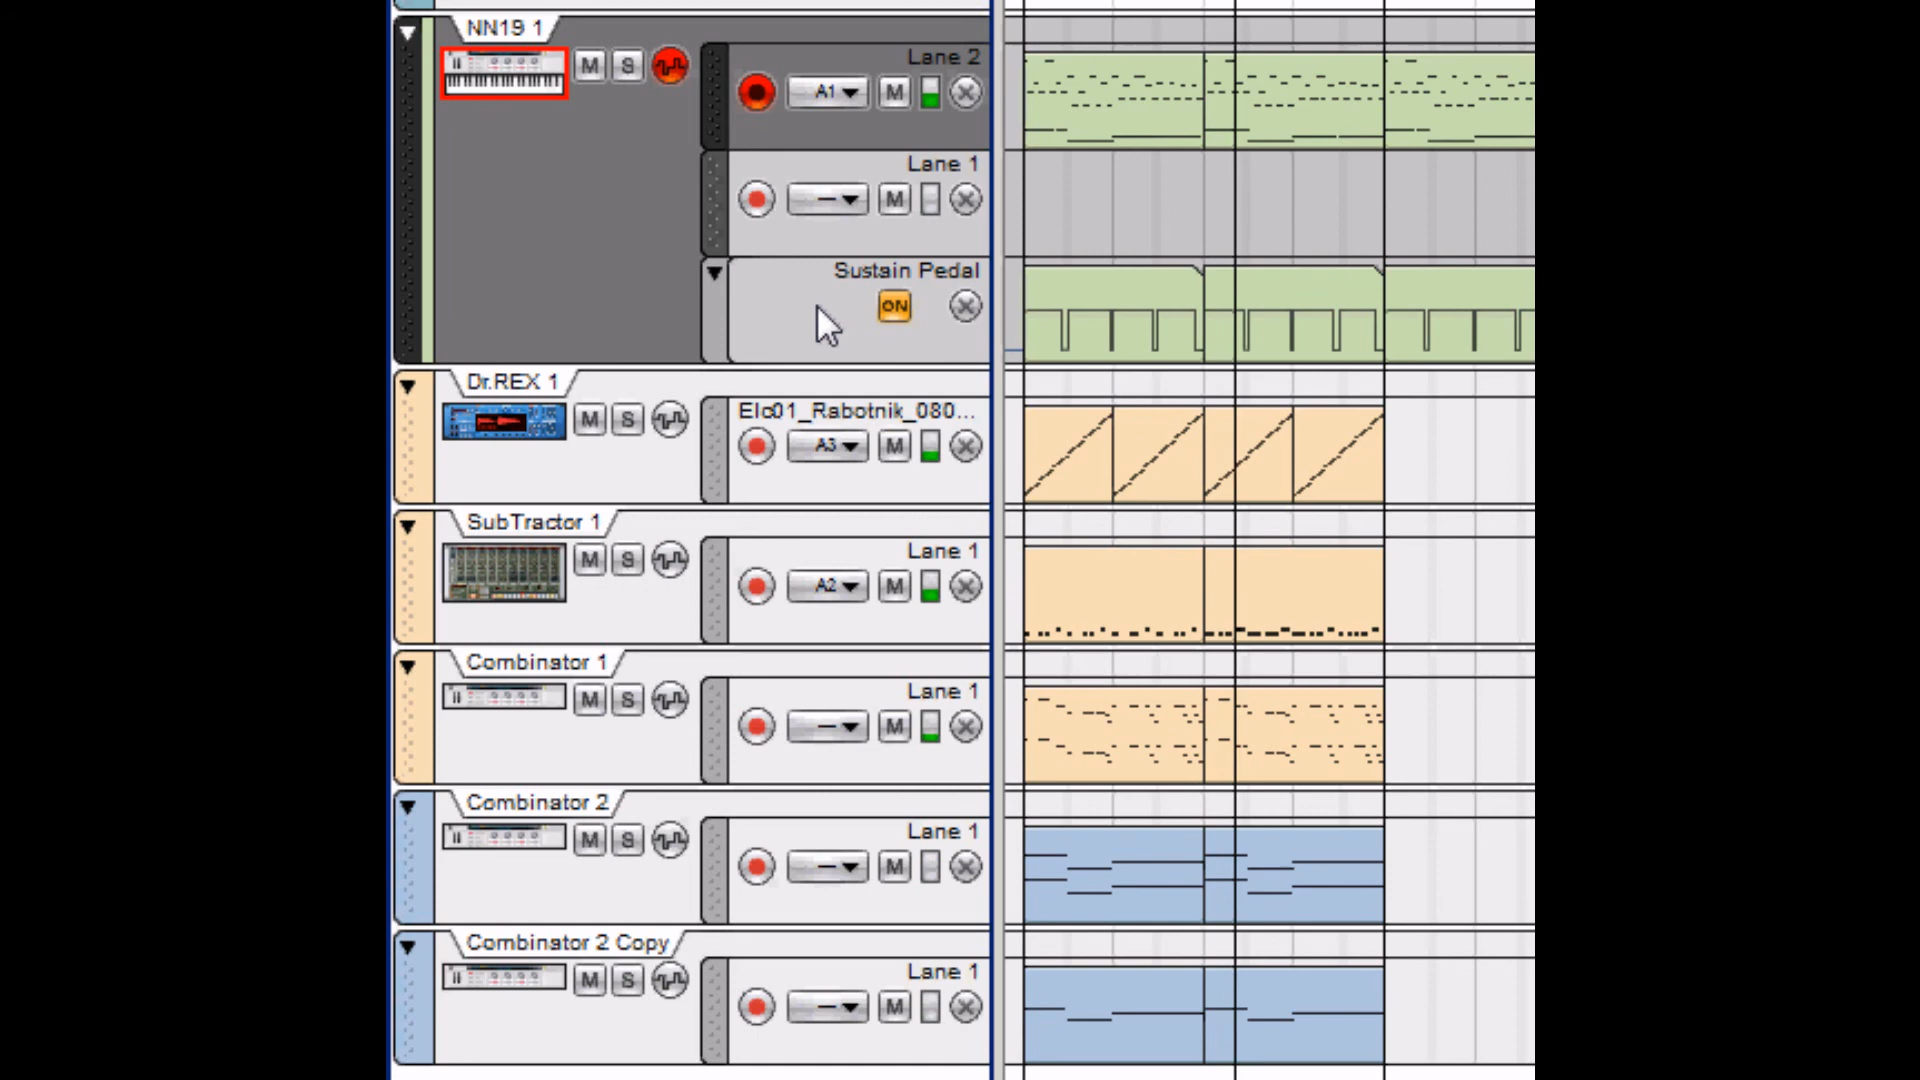 NN19 1
M S
Lane 2
A1 M
Lane 1
M
Sustain Pedal
ON
Dr.REX 1
M S
Elc01_Rabotnik_080...
A3 M
SubTractor 1
M S
Lane 1
A2 M
Combinator 1
M S
Lane 1
M
Combinator 2
M S
Lane 1
M
Combinator 2 Copy
M S
Lane 1
M